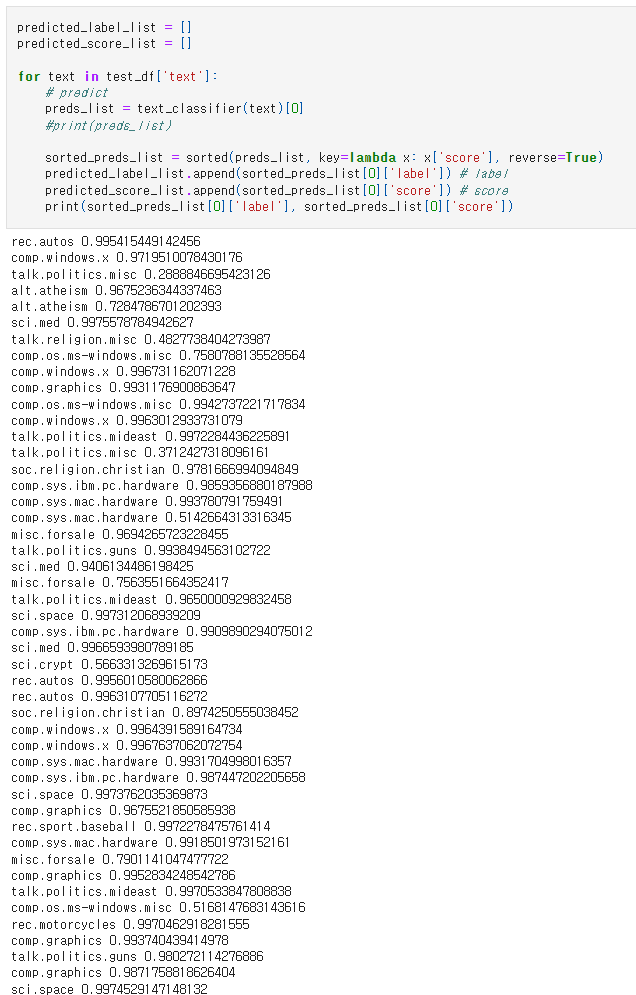 predicted_label_list = []
predicted_score_list = []
for text in test_df['text']:
# predict
preds_list = text_classifier(text)[0]
#print(preds_list)
sorted_preds_list = sorted(preds_list, key=lambda x: x['score'], reverse=True)
predicted_label_list.append(sorted_preds_list[0]['label']) # label
predicted_score_list.append(sorted_preds_list[0]['score']) # score
print(sorted_preds_list[0]['label'], sorted_preds_list[0]['score'])
rec.autos 0.995415449142456
comp.windows.x 0.9719510078430176
talk.politics.misc 0.2888846695423126
alt.atheism 0.9675236344337463
alt.atheism 0.7284786701202393
sci.med 0.9975578784942627
talk.religion.misc 0.4827738404273987
comp.os.ms-windows.misc 0.7580788135528564
comp.windows.x 0.996731162071228
comp.graphics 0.9931176900863647
comp.os.ms-windows.misc 0.9942737221717834
comp.windows.x 0.9963012933731079
talk.politics.mideast 0.9972284436225891
talk.politics.misc 0.3712427318096161
soc.religion.christian 0.9781666994094849
comp.sys.ibm.pc.hardware 0.9859356880187988
comp.sys.mac.hardware 0.993780791759491
comp.sys.mac.hardware 0.5142664313316345
misc.forsale 0.9694265723228455
talk.politics.guns 0.9938494563102722
sci.med 0.9406134486198425
misc.forsale 0.7563551664352417
talk.politics.mideast 0.9650000929832458
sci.space 0.997312068939209
comp.sys.ibm.pc.hardware 0.9909890294075012
sci.med 0.9966593980789185
sci.crypt 0.5663313269615173
rec.autos 0.9956010580062866
rec.autos 0.9963107705116272
soc.religion.christian 0.8974250555038452
comp.windows.x 0.9964391589164734
comp.windows.x 0.9967637062072754
comp.sys.mac.hardware 0.9931704998016357
comp.sys.ibm.pc.hardware 0.987447202205658
sci.space 0.9973762035369873
comp.graphics 0.9675521850585938
rec.sport.baseball 0.9972278475761414
comp.sys.mac.hardware 0.9918501973152161
misc.forsale 0.7901141047477722
comp.graphics 0.9952834248542786
talk.politics.mideast 0.9970533847808838
comp.os.ms-windows.misc 0.5168147683143616
rec.motorcycles 0.9970462918281555
comp.graphics 0.993740439414978
talk.politics.guns 0.980272114276886
comp.graphics 0.9871758818626404
sci.space 0.9974529147148132